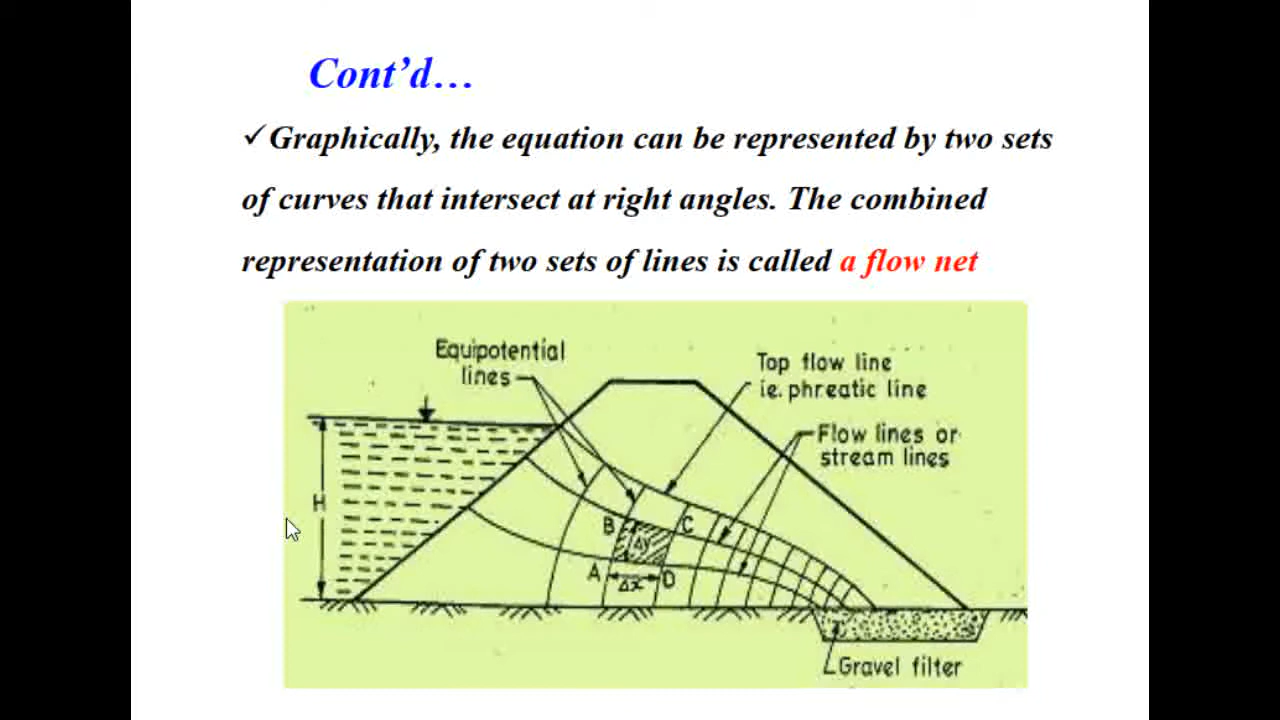 Cont’d…
✓Graphically, the equation can be represented by two sets
of curves that intersect at right angles. The combined
representation of two sets of lines is called a flow net
Equipotential
lines
Top flow line
ie. phreatic line
Flow lines or
stream lines
H
B
C
Δy
A
Δx
D
Gravel filter